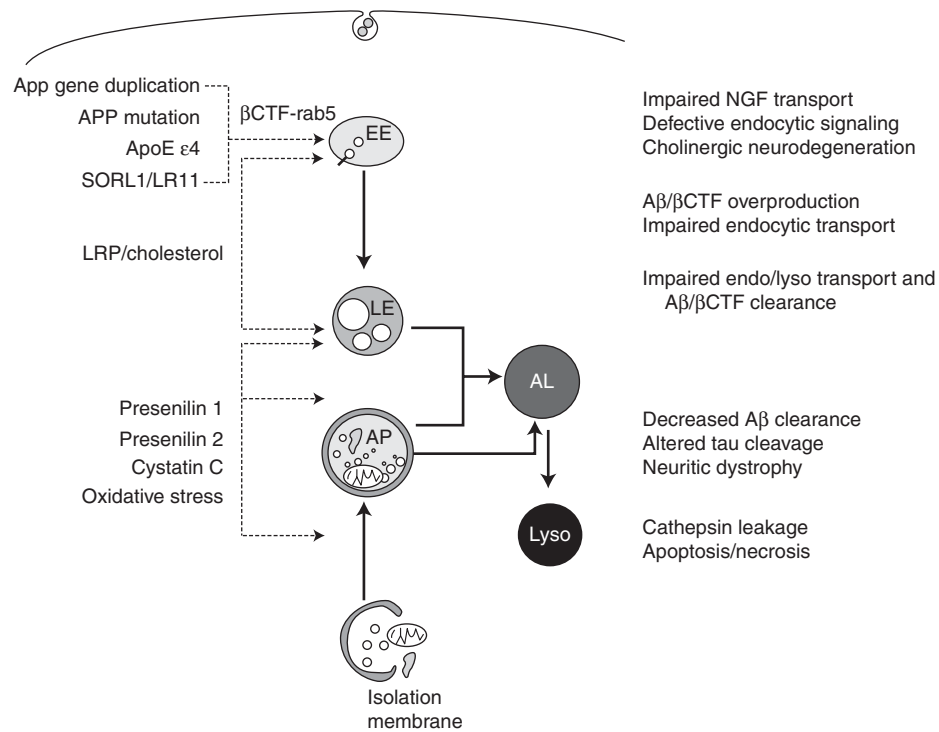 App gene duplication
APP mutation
ApoE ε4
SORL1/LR11
LRP/cholesterol
Presenilin 1
Presenilin 2
Cystatin C
Oxidative stress
βCTF-rab5
EE
LE
AP
Isolation
membrane
AL
Lyso
Impaired NGF transport
Defective endocytic signaling
Cholinergic neurodegeneration
Aβ/βCTF overproduction
Impaired endocytic transport
Impaired endo/lyso transport and
Aβ/βCTF clearance
Decreased Aβ clearance
Altered tau cleavage
Neuritic dystrophy
Cathepsin leakage
Apoptosis/necrosis